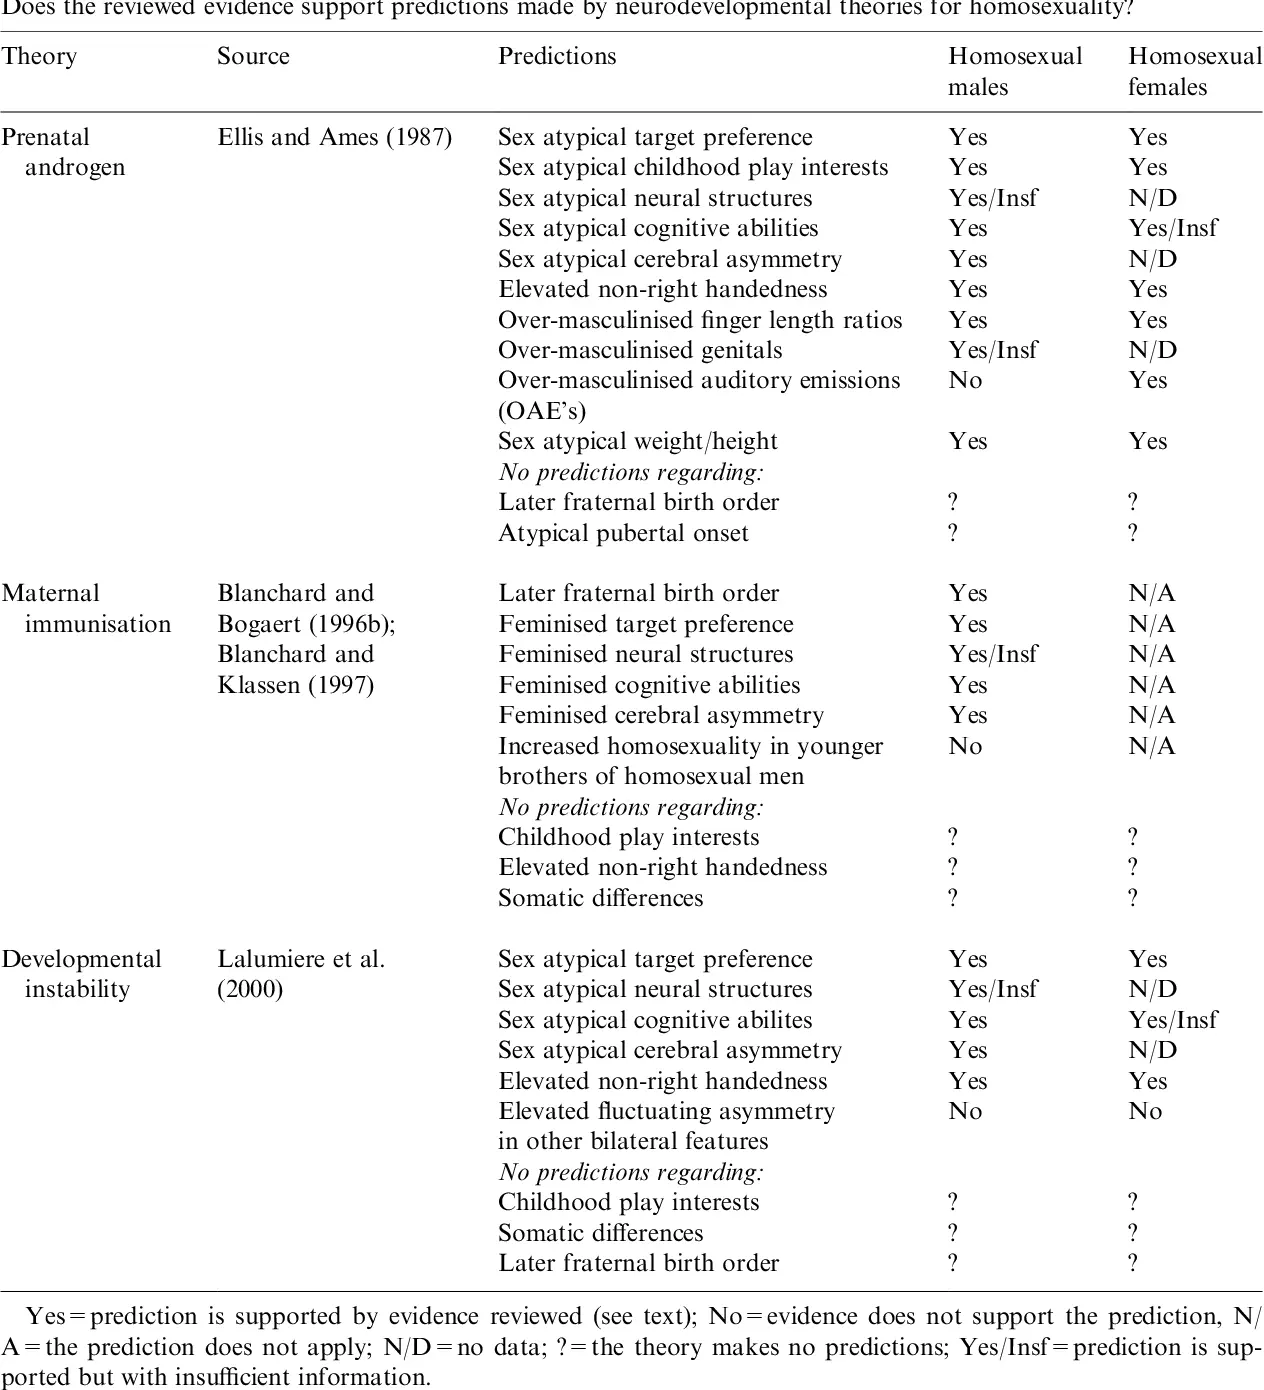 Does the reviewed evidence support predictions made by neurodevelopmental theories for homosexuality?
Theory Source Predictions Homosexual males Homosexual females
Prenatal androgen Ellis and Ames (1987) Sex atypical target preference Yes Yes
Sex atypical childhood play interests Yes Yes
Sex atypical neural structures Yes/Insf N/D
Sex atypical cognitive abilities Yes Yes/Insf
Sex atypical cerebral asymmetry Yes N/D
Elevated non-right handedness Yes Yes
Over-masculinised finger length ratios Yes Yes
Over-masculinised genitals Yes/Insf N/D
Over-masculinised auditory emissions No Yes
(OAE's)
Sex atypical weight/height Yes Yes
No predictions regarding:
Later fraternal birth order ? ?
Atypical pubertal onset ? ?
Maternal Blanchard and Later fraternal birth order Yes N/A
immunisation Bogaert (1996b); Feminised target preference Yes N/A
Blanchard and Feminised neural structures Yes/Insf N/A
Klassen (1997) Feminised cognitive abilities Yes N/A
Feminised cerebral asymmetry Yes N/A
Increased homosexuality in younger No N/A
brothers of homosexual men
No predictions regarding:
Childhood play interests ? ?
Elevated non-right handedness ? ?
Somatic differences ? ?
Developmental Lalumiere et al. Sex atypical target preference Yes Yes
instability (2000) Sex atypical neural structures Yes/Insf N/D
Sex atypical cognitive abilites Yes Yes/Insf
Sex atypical cerebral asymmetry Yes N/D
Elevated non-right handedness Yes Yes
Elevated fluctuating asymmetry No No
in other bilateral features
No predictions regarding:
Childhood play interests ? ?
Somatic differences ? ?
Later fraternal birth order ? ?
Yes=prediction is supported by evidence reviewed (see text); No=evidence does not support the prediction, N/
A=the prediction does not apply; N/D=no data; ?=the theory makes no predictions; Yes/Insf=prediction is sup-
ported but with insufficient information.